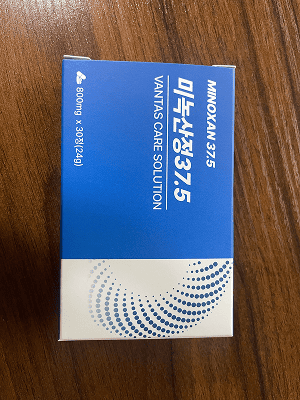 MINOXAN 37.5
미녹산정37.5
VANTAS CARE SOLUTION
800mg x 30정(24g)